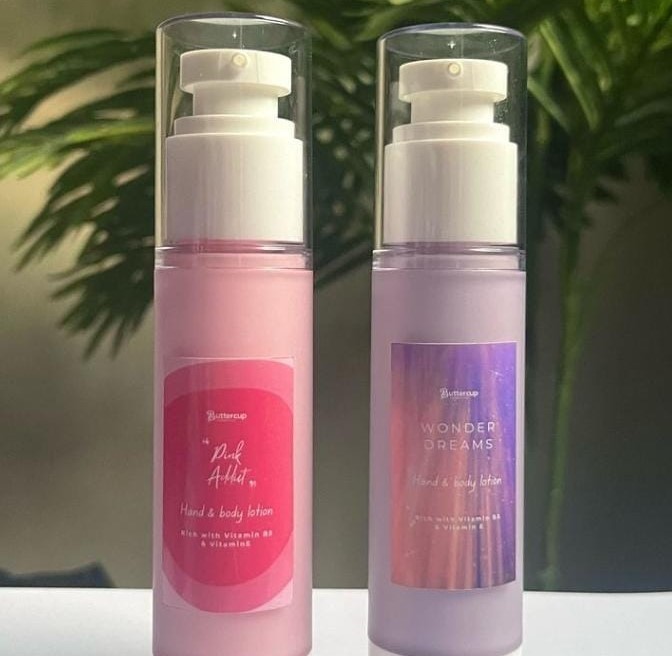 Buttercup
"Pink
Addict"
Hand & body lotion
Rich with Vitamin B5
& VitaminE
Buttercup
WONDER
DREAMS
Hand & body lotion
Rich with Vitamin B5
& Vitamin E